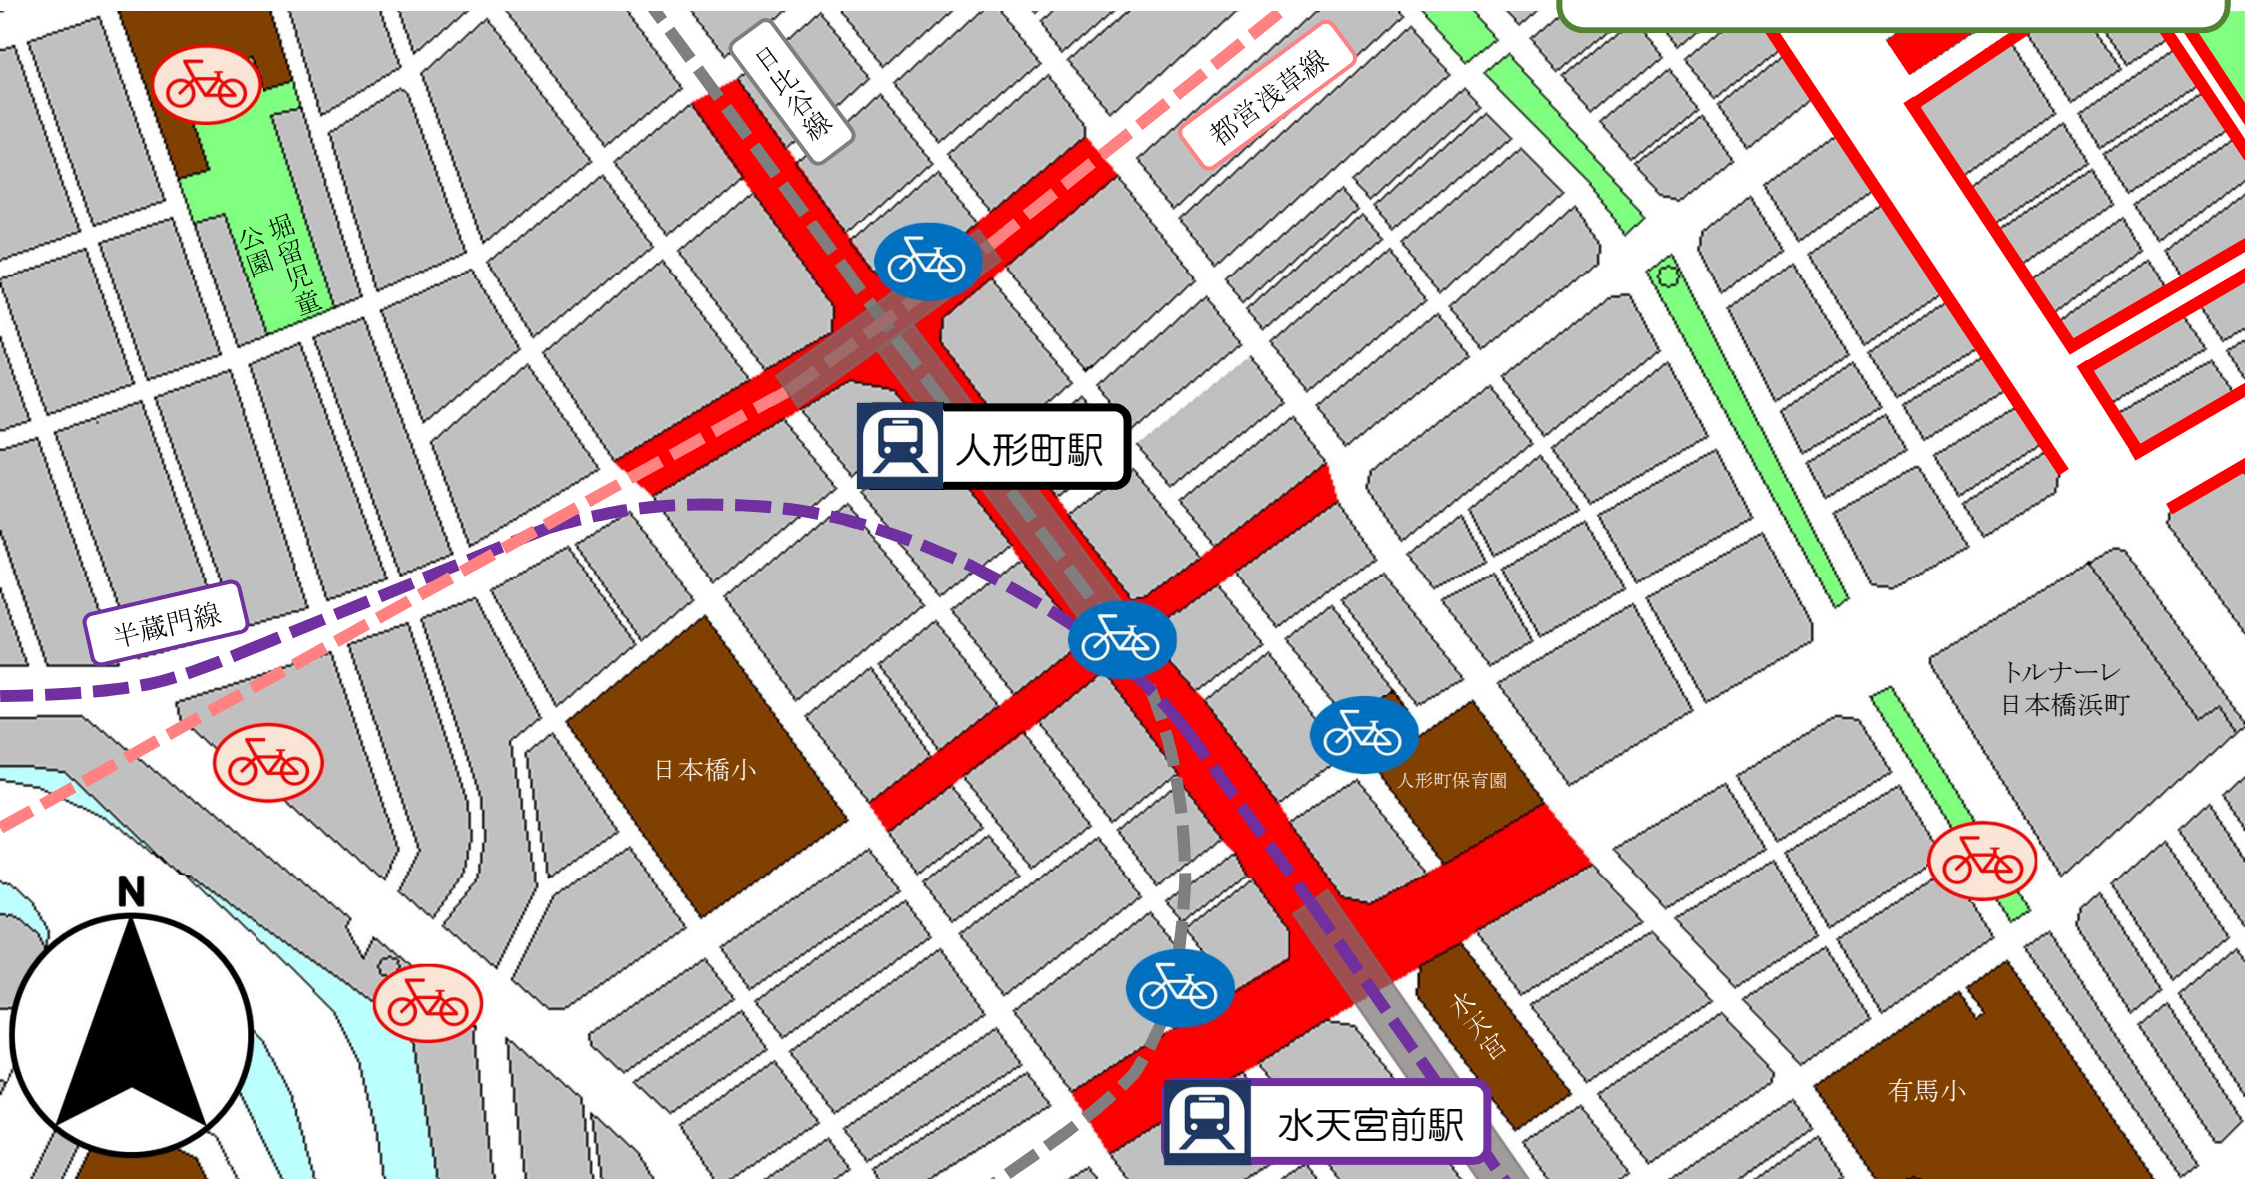 日比谷線
都営浅草線
堀留児童
公園
人形町駅
半蔵門線
トルナーレ
日本橋浜町
日本橋小
人形町保育園
N
水天宮
有馬小
水天宮前駅